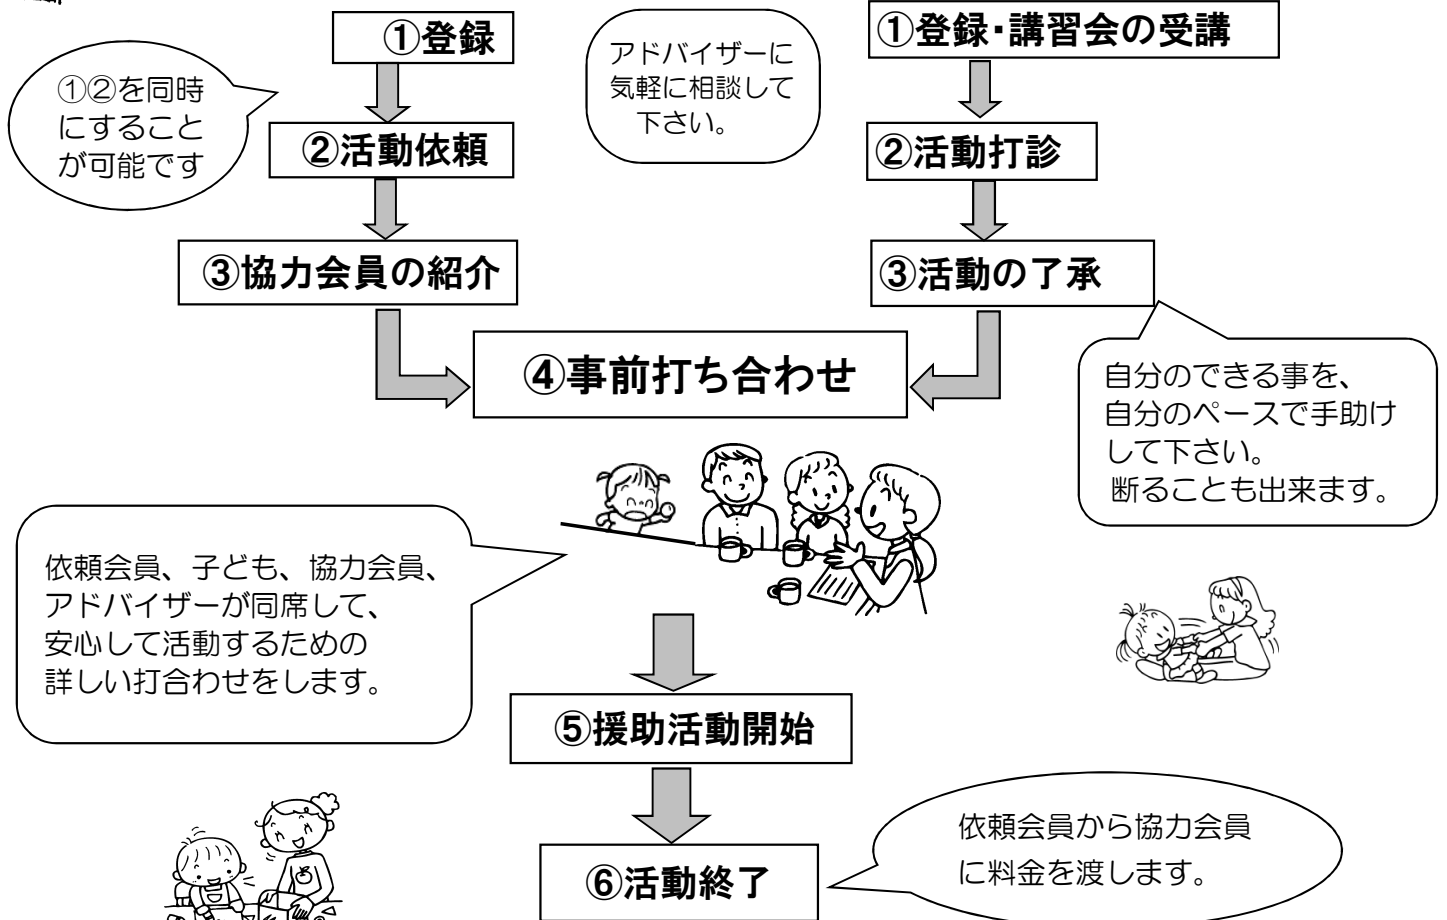 ①登録
①②を同時
にすること
が可能です
アドバイザーに
気軽に相談して
下さい。
①登録・講習会の受講
②活動依頼
②活動打診
③協力会員の紹介
③活動の了承
④事前打ち合わせ
自分のできる事を、
自分のペースで手助け
して下さい。
断ることも出来ます。
依頼会員、子ども、協力会員、
アドバイザーが同席して、
安心して活動するための
詳しい打合わせをします。
⑤援助活動開始
⑥活動終了
依頼会員から協力会員
に料金を渡します。